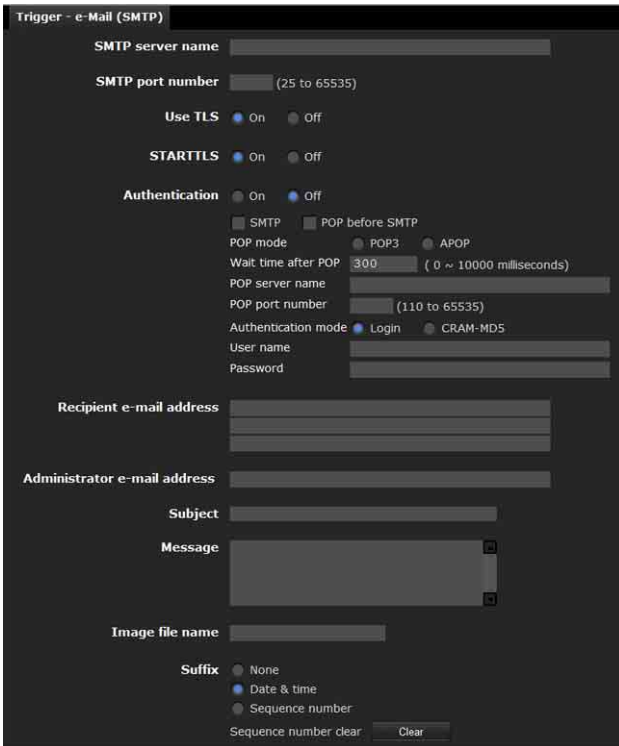 Trigger - e-Mail (SMTP)
SMTP server name
SMTP port number (25 to 65535)
Use TLS On Off
STARTTLS On Off
Authentication On Off
SMTP POP before SMTP
POP mode POP3 APOP
Wait time after POP 300 ( 0 ~ 10000 milliseconds)
POP server name
POP port number (110 to 65535)
Authentication mode Login CRAM-MD5
User name
Password
Recipient e-mail address
Administrator e-mail address
Subject
Message
Image file name
Suffix None
Date & time
Sequence number
Sequence number clear Clear